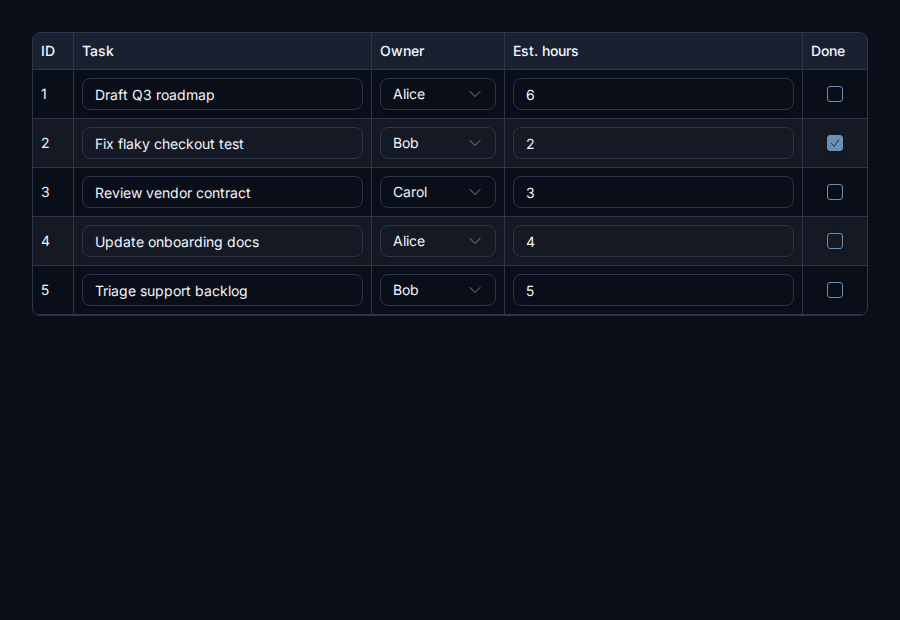 ID Task Owner Est. hours Done
1 Draft Q3 roadmap Alice 6
2 Fix flaky checkout test Bob 2
3 Review vendor contract Carol 3
4 Update onboarding docs Alice 4
5 Triage support backlog Bob 5